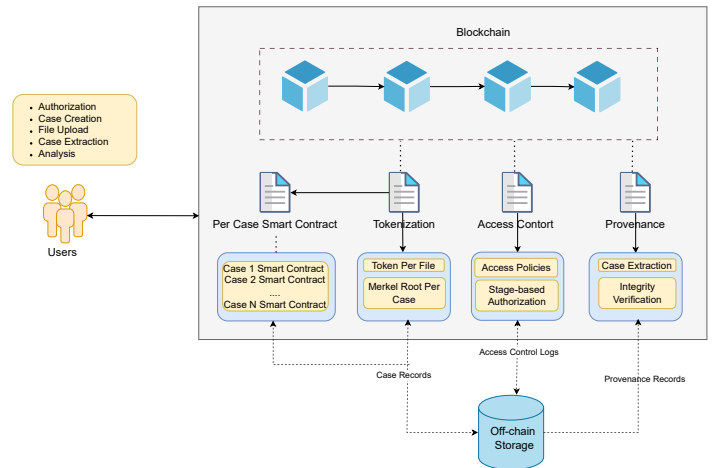 Blockchain
Authorization
Case Creation
File Upload
Case Extraction
Analysis
Users
Per Case Smart Contract
Tokenization
Access Contort
Provenance
Case 1 Smart Contract
Case 2 Smart Contract
....
Case N Smart Contract
Token Per File
Merkel Root Per
Case
Access Policies
Stage-based
Authorization
Case Extraction
Integrity
Verification
Access Control Logs
Case Records
Provenance Records
Off-chain
Storage